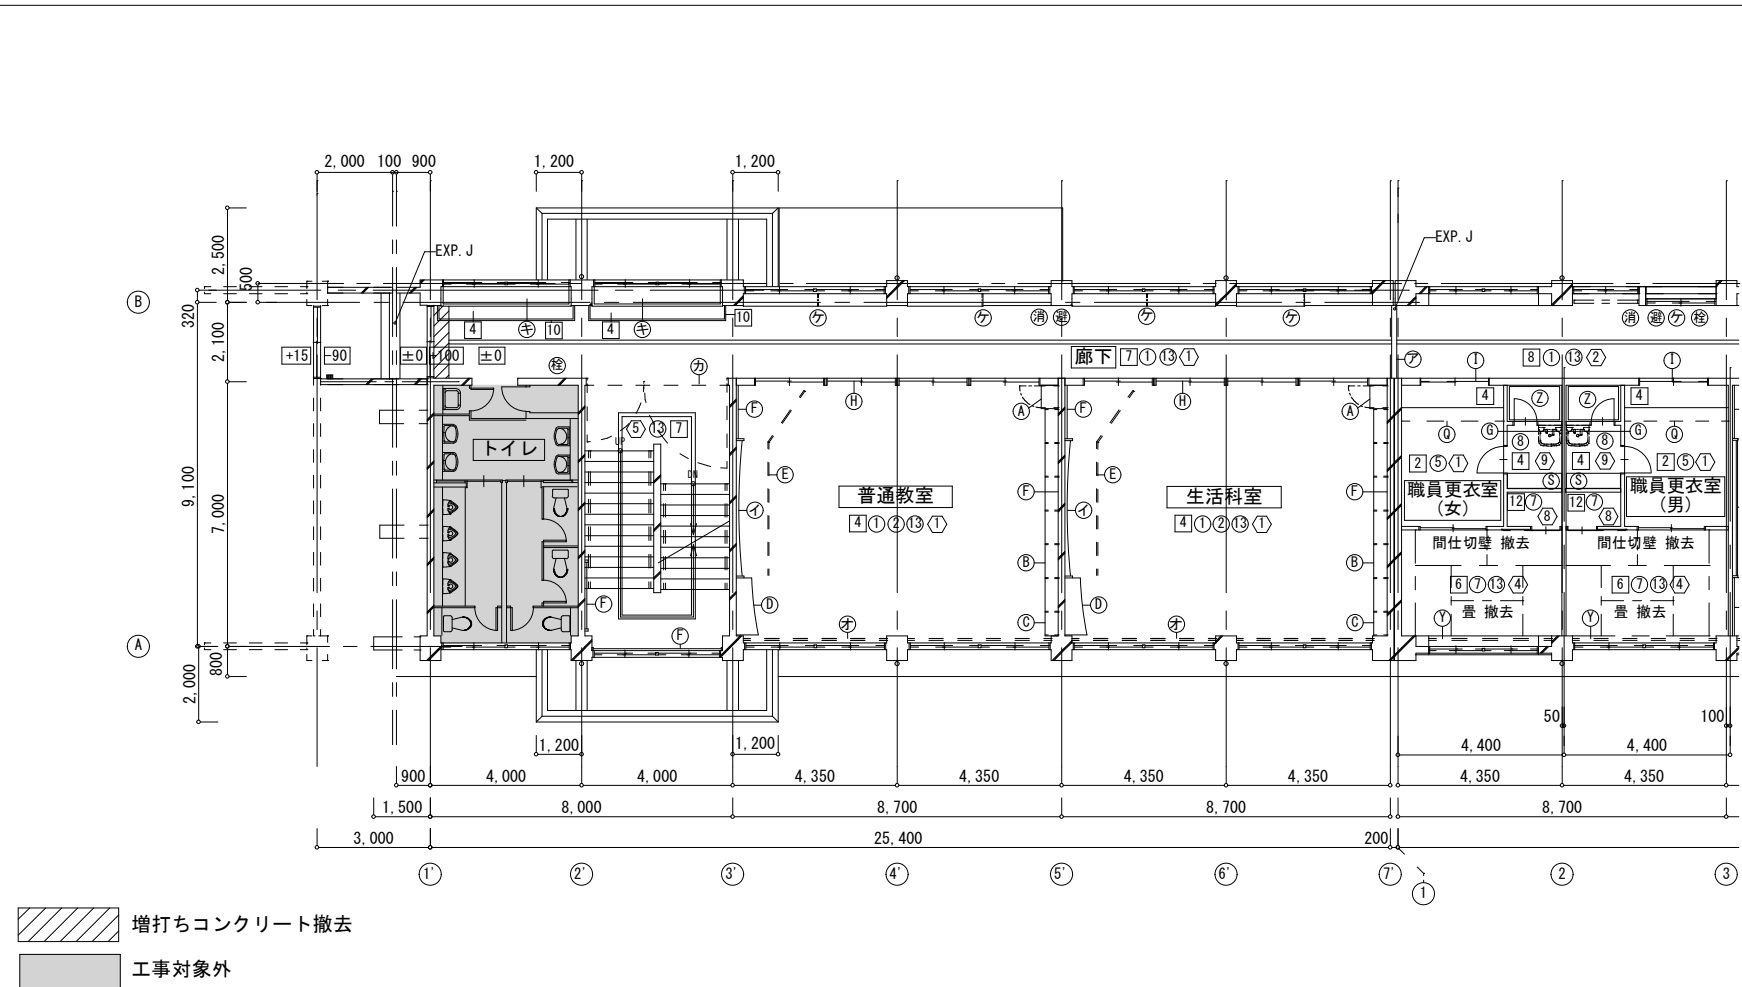 2,000 100 900
1,200
1,200
2,500
500
EXP.J
EXP.J
B
320
2,100
+15
-90
±0
+100
±0
4
キ
10
4
キ
10
ケ
ケ
消 避
ケ
ケ
消 避 ケ 栓
栓
カ
廊下 7 1 13 1
ア
I
8 1 13 2
I
F
H
A
F
H
A
4
Z
Z
4
UP
5 13 7
DN
トイレ
9,100
7,000
E
E
Q
G
8
8
G
Q
2 5 1
4 9
4 9
2 5 1
普通教室
4 1 2 13 1
生活科室
4 1 2 13 1
F
F
イ
イ
職員更衣室
(女)
S
S
12 7
8
12 7
8
職員更衣室
(男)
間仕切壁 撤去
間仕切壁 撤去
B
B
6 7 13 4
6 7 13 4
畳 撤去
畳 撤去
F
D
D
C
C
Y
Y
A
F
オ
オ
800
2,000
1,200
1,200
50
100
4,400
4,400
900
4,000
4,000
4,350
4,350
4,350
4,350
4,350
4,350
1,500
8,000
8,700
8,700
8,700
3,000
25,400
200
1'
2'
3'
4'
5'
6'
7'
1
2
3
増打ちコンクリート撤去
工事対象外